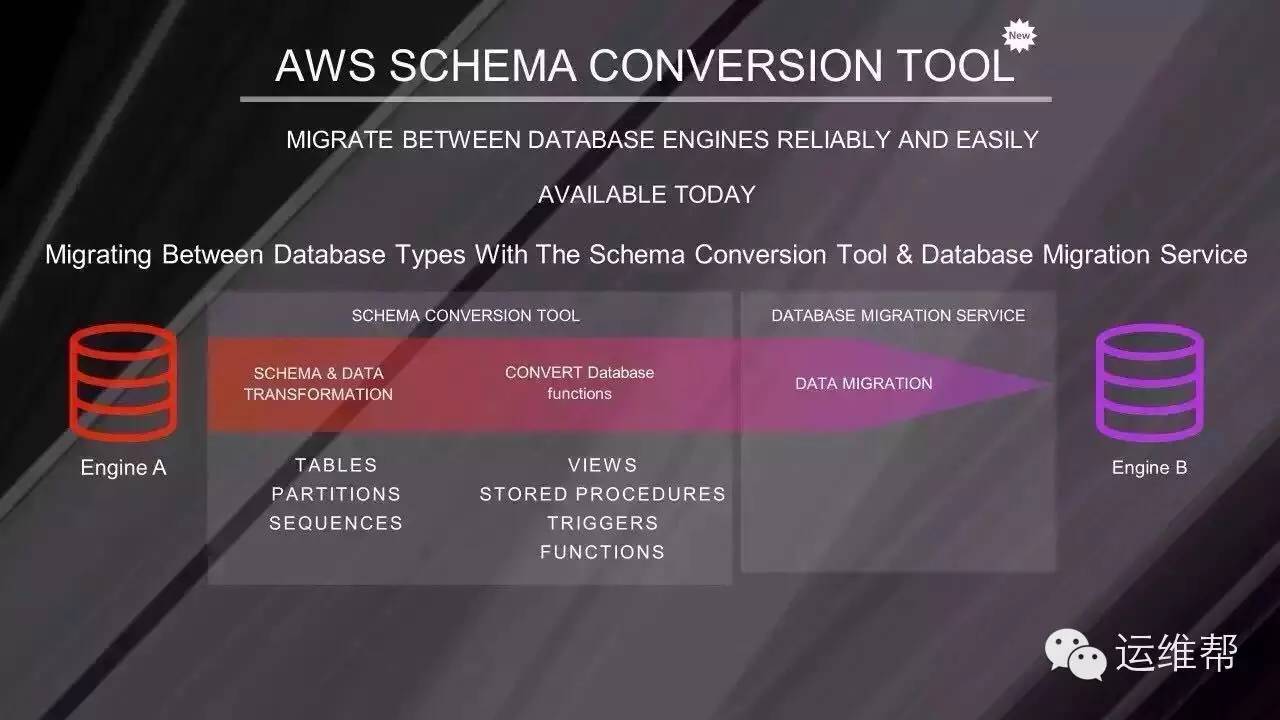 New
AWS SCHEMA CONVERSION TOOL
MIGRATE BETWEEN DATABASE ENGINES RELIABLY AND EASILY
AVAILABLE TODAY
Migrating Between Database Types With The Schema Conversion Tool & Database Migration Service
SCHEMA CONVERSION TOOL
DATABASE MIGRATION SERVICE
SCHEMA & DATA
TRANSFORMATION
CONVERT Database
functions
DATA MIGRATION
Engine A
Engine B
TABLES
PARTITIONS
SEQUENCES
VIEWS
STORED PROCEDURES
TRIGGERS
FUNCTIONS
运维帮